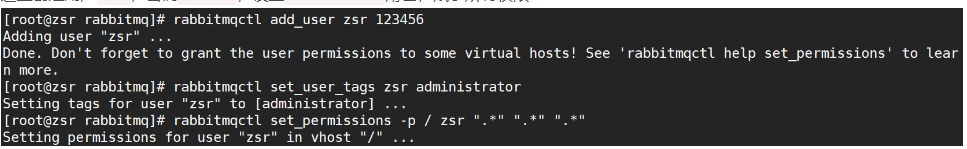 [root@zsr rabbitmq]# rabbitmqctl add_user zsr 123456
Adding user "zsr" ...
Done. Don't forget to grant the user permissions to some virtual hosts! See 'rabbitmqctl help set_permissions' to lear
n more.
[root@zsr rabbitmq]# rabbitmqctl set_user_tags zsr administrator
Setting tags for user "zsr" to [administrator] ...
[root@zsr rabbitmq]# rabbitmqctl set_permissions -p / zsr ".*" ".*" ".*"
Setting permissions for user "zsr" in vhost "/" ...